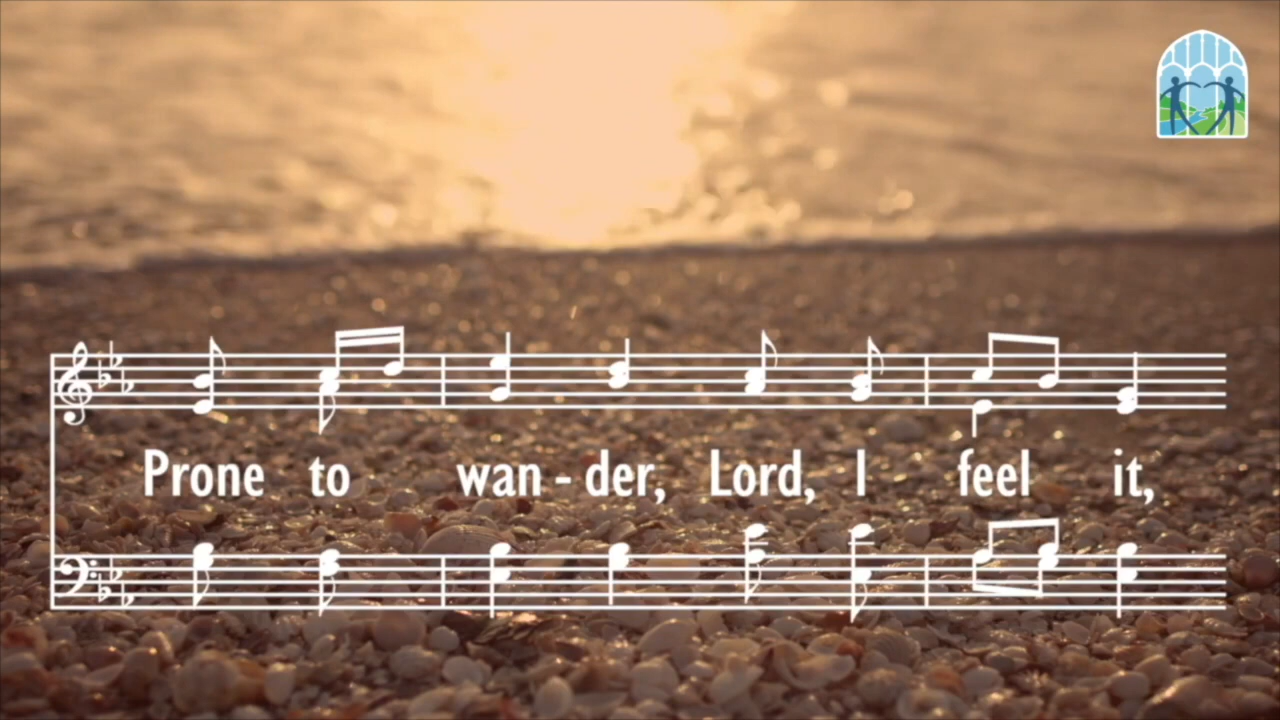 Prone to wan - der, Lord, I feel it,